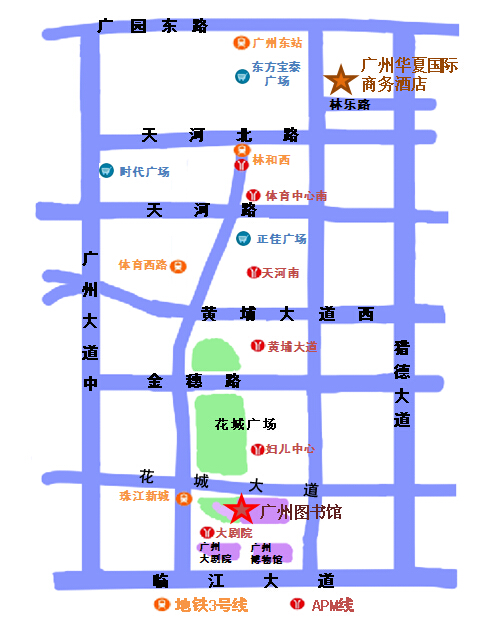 广园东路
广州东站
东方宝泰
广场
广州华夏国际
商务酒店
林乐路
天河北路
林和西
时代广场
体育中心南
天河路
正佳广场
体育西路
天河南
广州大道中
黄埔大道西
黄埔大道
猎德大道
金穗路
花城广场
妇儿中心
花城大道
珠江新城
广州图书馆
大剧院
广州
大剧院
广州
博物馆
临江大道
地铁3号线
APM线